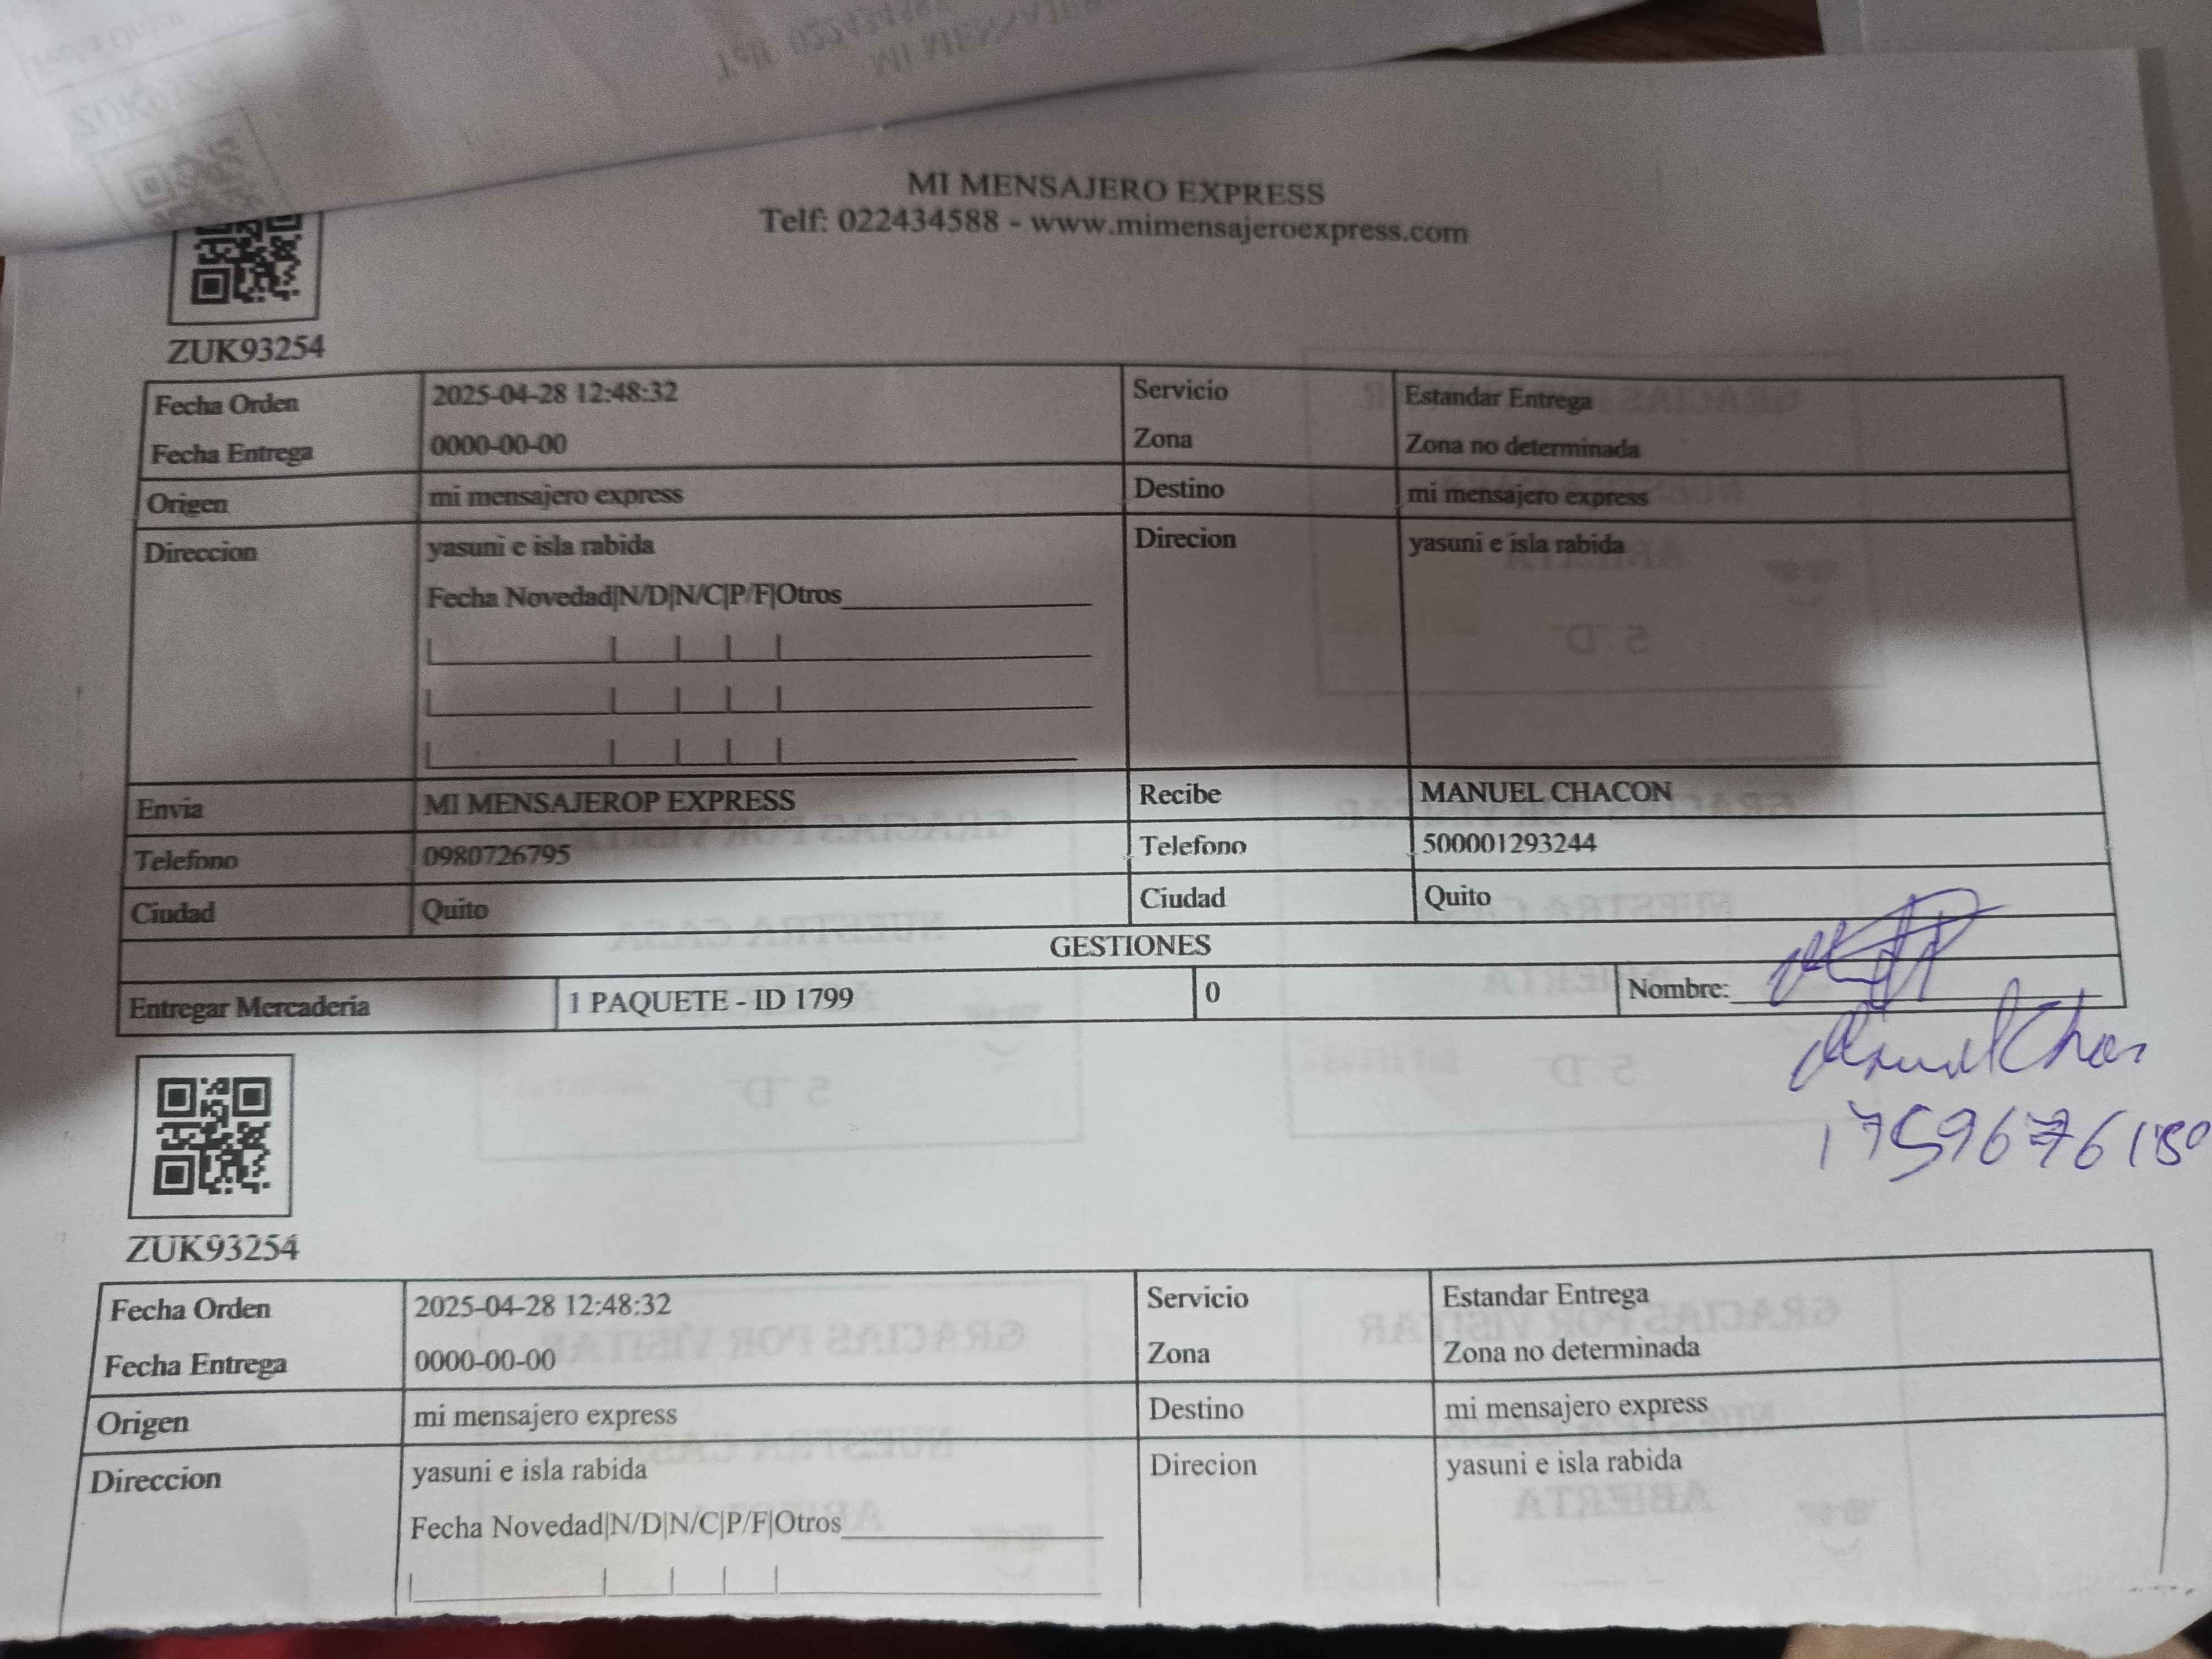 MI MENSAJERO EXPRESS
Telf: 022434588 - www.mimensajeroexpress.com
ZUK93254
Fecha Orden 2025-04-28 12:48:32 Servicio Estandar Entrega
Fecha Entrega 0000-00-00 Zona Zona no determinada
Origen mi mensajero express Destino mi mensajero express
Direccion yasuni e isla rabida Direcion yasuni e isla rabida
Fecha Novedad|N/D|N/C|P/F|Otros
Envia MI MENSAJEROP EXPRESS Recibe MANUEL CHACON
Telefono 0980726795 Telefono 500001293244
Ciudad Quito Ciudad Quito
GESTIONES
Entregar Mercaderia 1 PAQUETE - ID 1799 0 Nombre:
Manuel Chac
ZUK93254
Fecha Orden 2025-04-28 12:48:32 Servicio Estandar Entrega
Fecha Entrega 0000-00-00 Zona Zona no determinada
Origen mi mensajero express Destino mi mensajero express
Direccion yasuni e isla rabida Direcion yasuni e isla rabida
Fecha Novedad|N/D|N/C|P/F|Otros